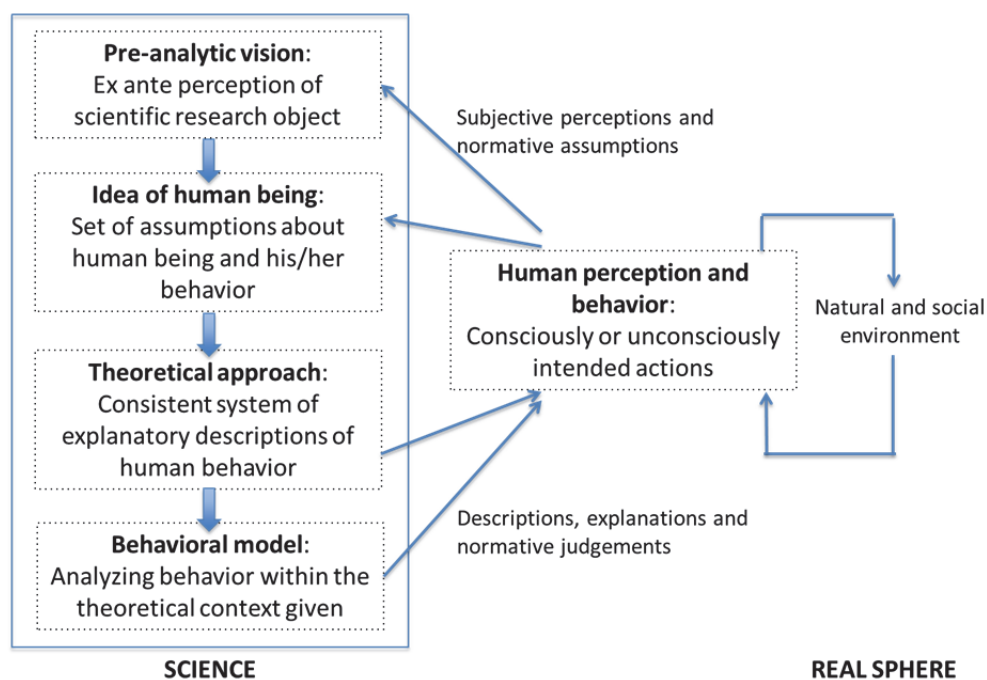 Pre-analytic vision:
Ex ante perception of
scientific research object
Idea of human being:
Set of assumptions about
human being and his/her
behavior
Theoretical approach:
Consistent system of
explanatory descriptions of
human behavior
Behavioral model:
Analyzing behavior within the
theoretical context given
SCIENCE
Subjective perceptions and
normative assumptions
Human perception and
behavior:
Consciously or unconsciously
intended actions
Descriptions, explanations and
normative judgements
Natural and social
environment
REAL SPHERE